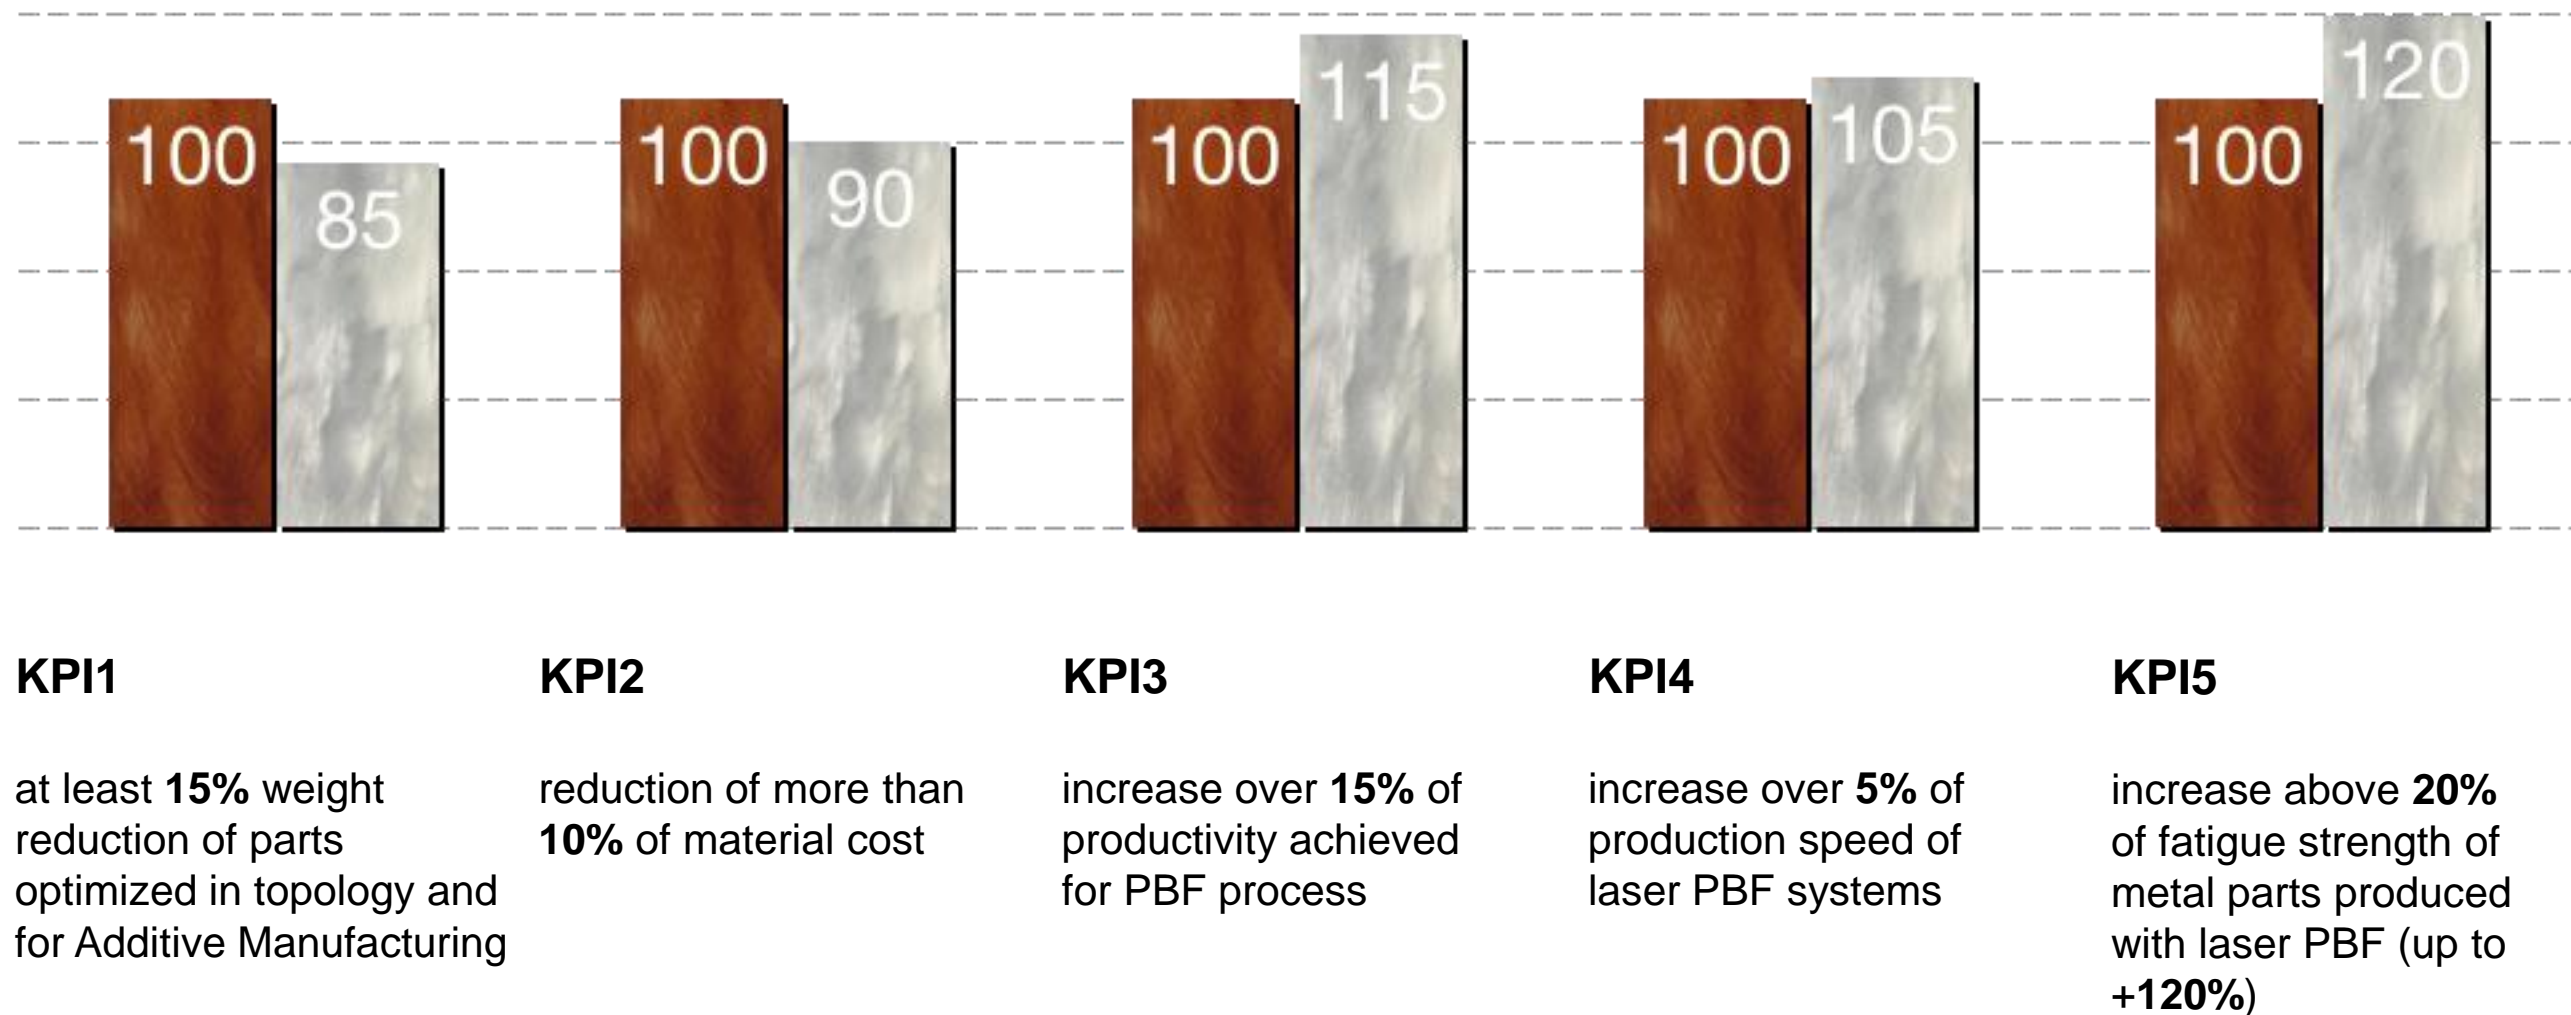 100
85
100
90
100
115
100
105
100
120
KPI1
at least 15% weight
reduction of parts
optimized in topology and
for Additive Manufacturing
KPI2
reduction of more than
10% of material cost
KPI3
increase over 15% of
productivity achieved
for PBF process
KPI4
increase over 5% of
production speed of
laser PBF systems
KPI5
increase above 20%
of fatigue strength of
metal parts produced
with laser PBF (up to
+120%)